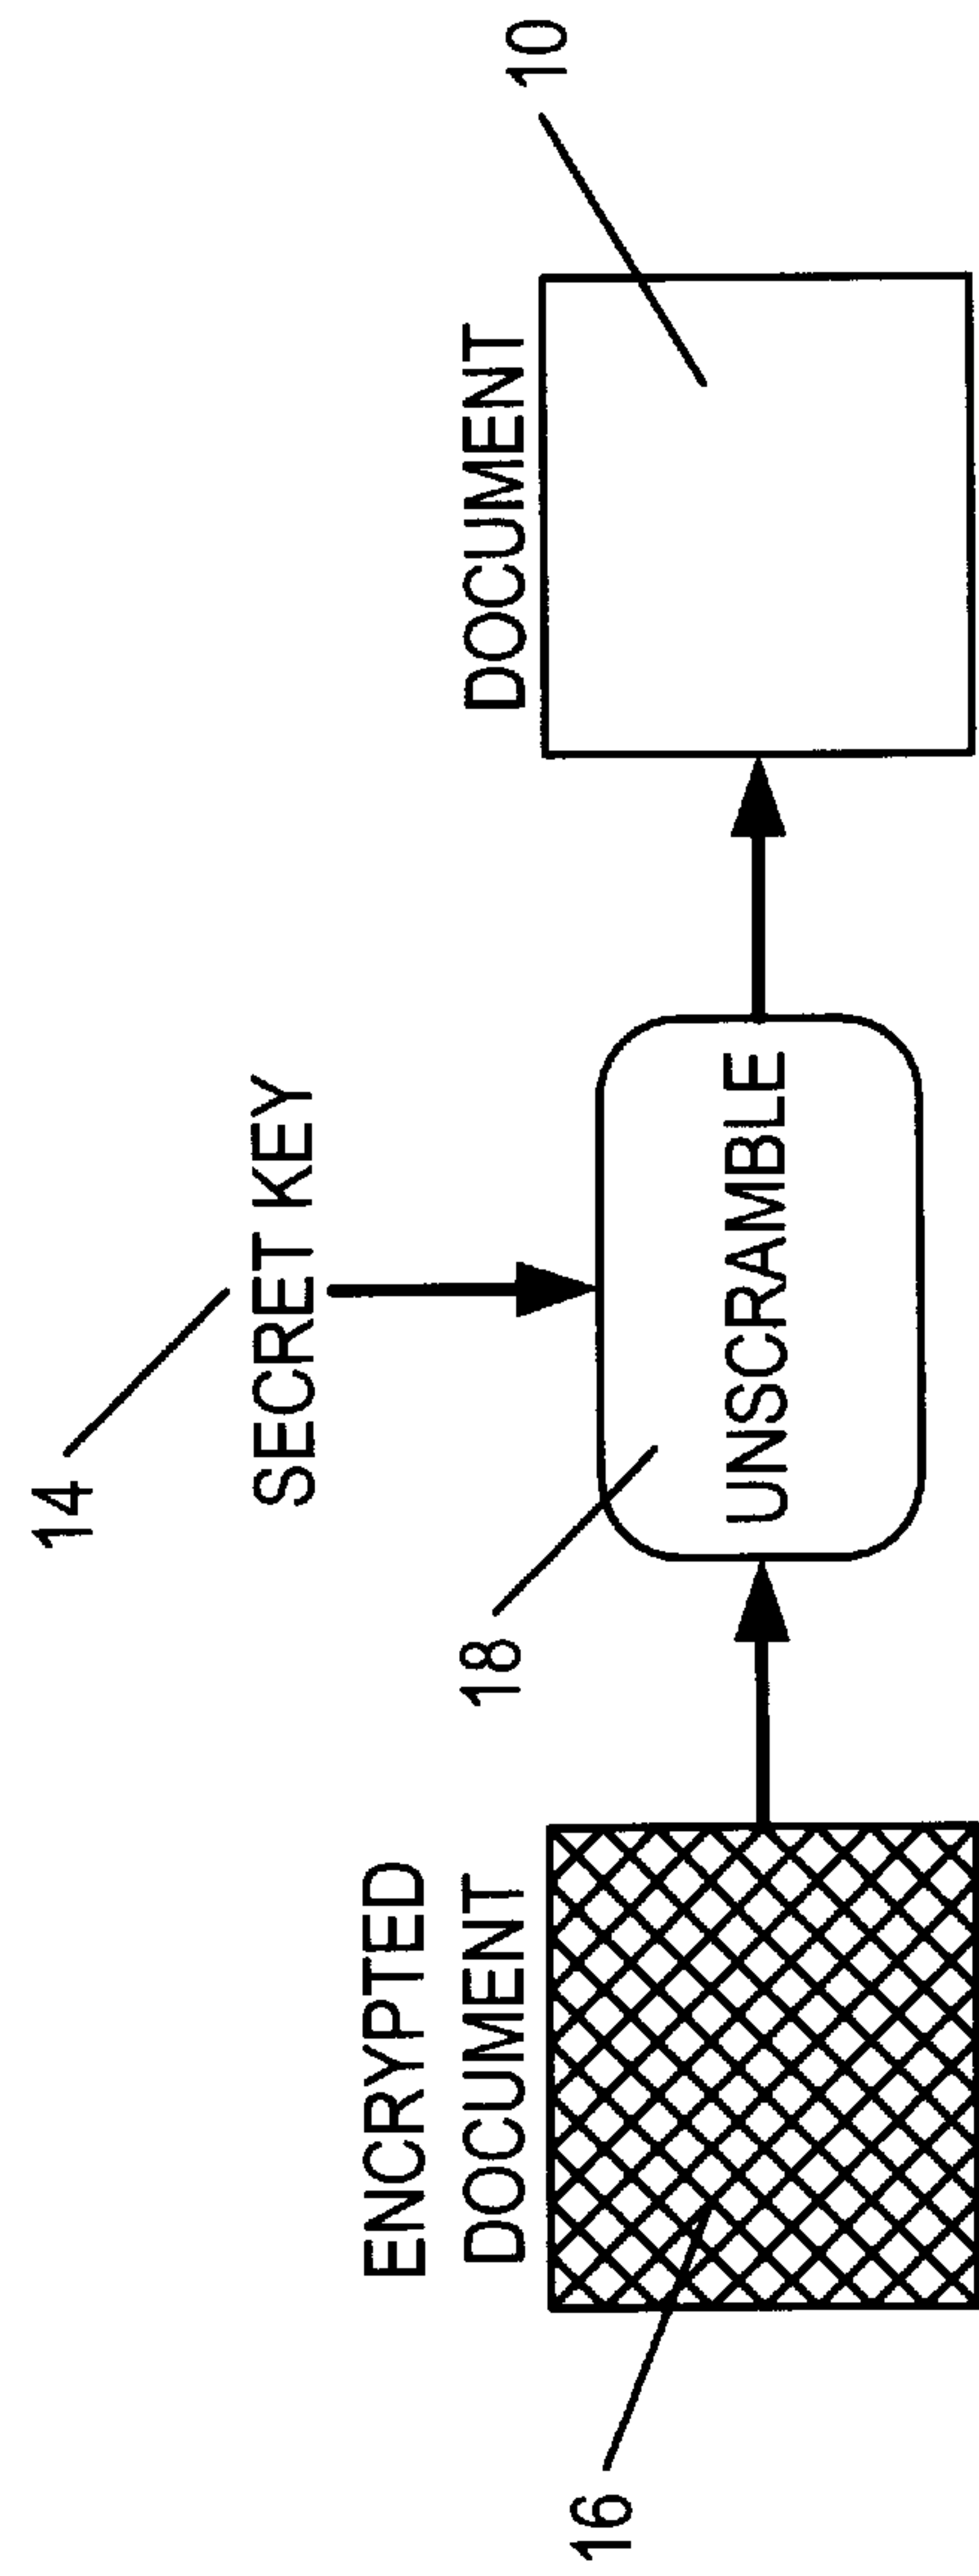 14
SECRET KEY
ENCRYPTED
DOCUMENT
18
DOCUMENT
10
UNSCRAMBLE
16